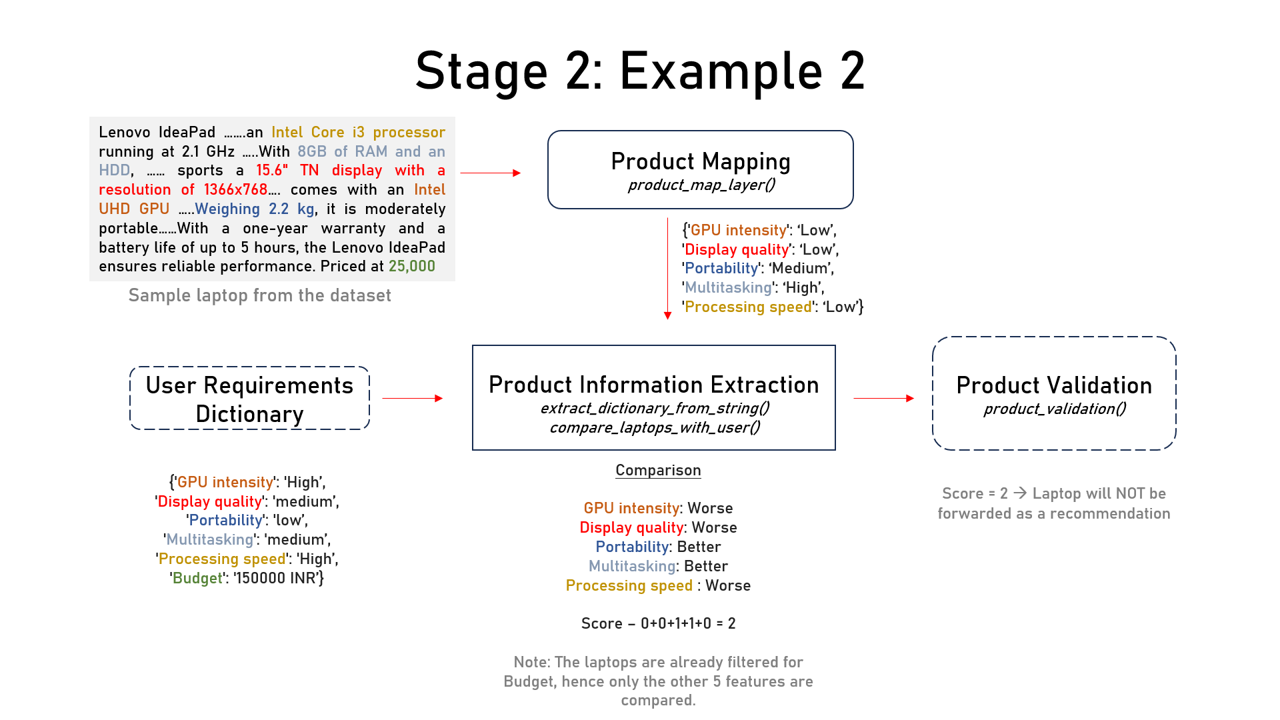 Stage 2: Example 2
Lenovo IdeaPad …….an Intel Core i3 processor
running at 2.1 GHz …..With 8GB of RAM and an
HDD, …… sports a 15.6" TN display with a
resolution of 1366x768…. comes with an Intel
UHD GPU …..Weighing 2.2 kg, it is moderately
portable……With a one-year warranty and a
battery life of up to 5 hours, the Lenovo IdeaPad
ensures reliable performance. Priced at 25,000
Sample laptop from the dataset
Product Mapping
product_map_layer()
{'GPU intensity': ‘Low’,
'Display quality': ‘Low’,
'Portability': ‘Medium’,
'Multitasking': ‘High’,
'Processing speed': ‘Low’}
User Requirements
Dictionary
{'GPU intensity': 'High’,
'Display quality': 'medium’,
'Portability': 'low’,
'Multitasking': 'medium’,
'Processing speed': 'High’,
'Budget': '150000 INR’}
Product Information Extraction
extract_dictionary_from_string()
compare_laptops_with_user()
Comparison
GPU intensity: Worse
Display quality: Worse
Portability: Better
Multitasking: Better
Processing speed : Worse
Score – 0+0+1+1+0 = 2
Note: The laptops are already filtered for
Budget, hence only the other 5 features are
compared.
Product Validation
product_validation()
Score = 2 → Laptop will NOT be
forwarded as a recommendation